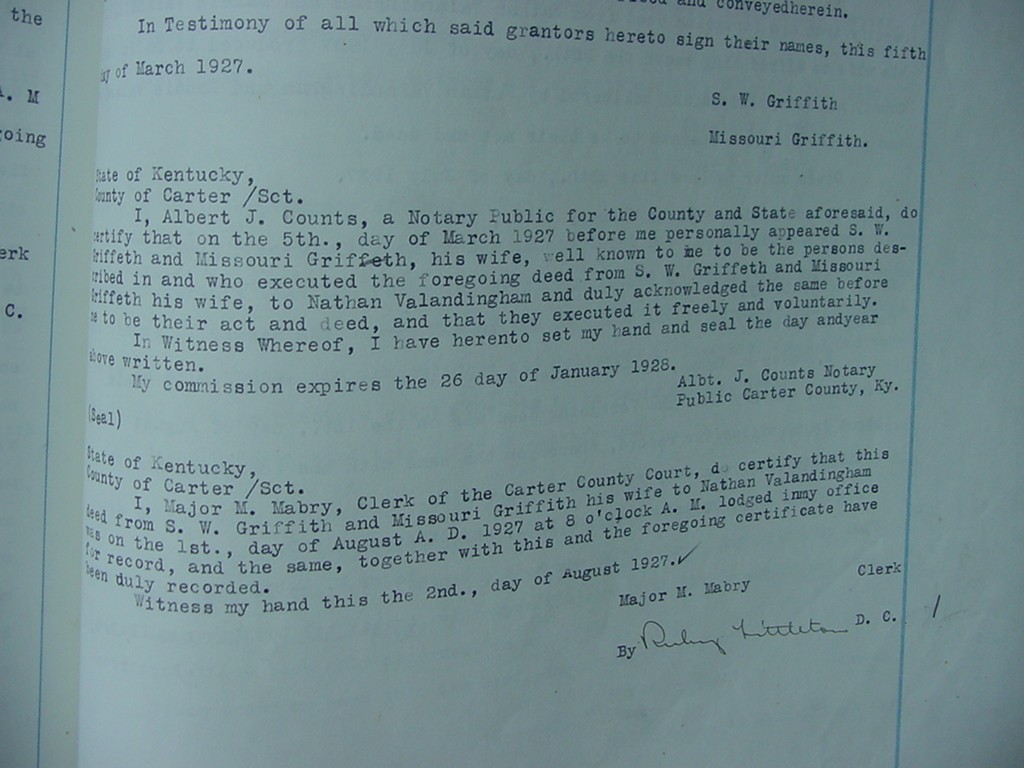 the
A. M
going
erk
C.
and conveyedherein.
In Testimony of all which said grantors hereto sign their names, this fifth
day of March 1927.
S. W. Griffith
Missouri Griffith.
State of Kentucky,
County of Carter /Sct.
I, Albert J. Counts, a Notary Public for the County and State aforesaid, do
certify that on the 5th., day of March 1927 before me personally appeared S. W.
Griffeth and Missouri Griffeth, his wife, well known to me to be the persons des-
cribed in and who executed the foregoing deed from S. W. Griffeth and Missouri
Griffeth his wife, to Nathan Valandingham and duly acknowledged the same before
me to be their act and deed, and that they executed it freely and voluntarily.
In Witness Whereof, I have herento set my hand and seal the day andyear
above written.
My commission expires the 26 day of January 1928.
Albt. J. Counts Notary
Public Carter County, Ky.
(Seal)
State of Kentucky,
County of Carter /Sct.
I, Major M. Mabry, Clerk of the Carter County Court, do certify that this
deed from S. W. Griffith and Missouri Griffith his wife to Nathan Valandingham
was on the 1st., day of August A. D. 1927 at 8 o'clock A. M. lodged inmy office
for record, and the same, together with this and the foregoing certificate have
been duly recorded.
Witness my hand this the 2nd., day of August 1927.✓
Major M. Mabry Clerk
By Ruby Littleton D. C. /